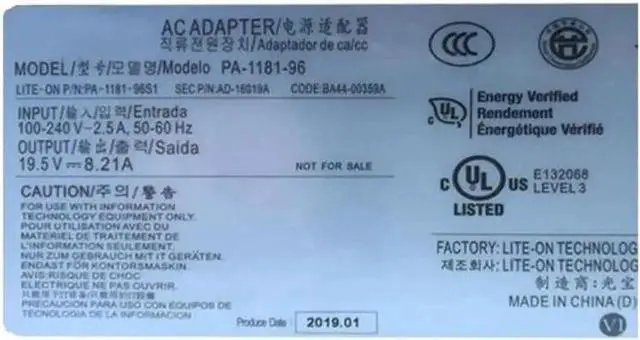 AC ADAPTER/电源适配器
직류전원장치/Adaptador de ca/cc
MODEL/型号/모델명/Modelo PA-1181-96
LITE-ON P/N:PA-1181-96S1 SEC P/N:AD-16019A CODE:BA44-00359A
INPUT/输入/입력/Entrada
100-240V~2.5A, 50-60Hz
OUTPUT/输出/출력/Saída
19.5V⎓8.21A
NOT FOR SALE
CAUTION/주의/警告
FOR USE WITH INFORMATION
TECHNOLOGY EQUIPMENT ONLY.
POUR UTILISATION AVEC DU
MATERIEL DE TRAITEMENT DE
L'INFORMATION SEULEMENT.
NUR ZUM GEBRAUCH MIT IT GERÄTEN.
ENDAST FÖR KONTORSMASKIN.
AVIS:RISQUE DE CHOC
ELECTRIQUE NE PAS OUVRIR.
PRECAUCION PARA USO CON EQUIPOS DE
TECNOLOGIA DE LA INFORMACION
Produce Date : 2019.01
CCC
c UL
Energy Verified
Rendement
Énergétique Vérifié
C UL US
LISTED
E132068
LEVEL 3
FACTORY: LITE-ON TECHNOLOG
제조회사: LITE-ON TECHNOLOG
制造商:光宝
MADE IN CHINA (D)
V1